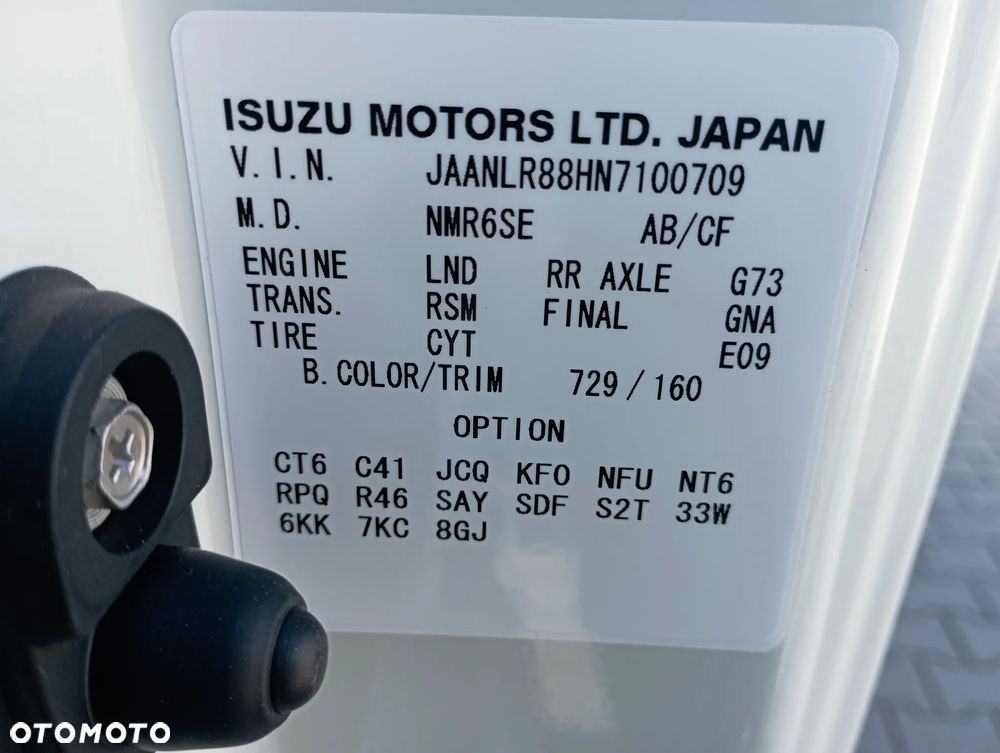 ISUZU MOTORS LTD. JAPAN
V.I.N. JAANLR88HN7100709
M.D. NMR6SE AB/CF
ENGINE LND RR AXLE G73
TRANS. RSM FINAL GNA
TIRE CYT E09
B.COLOR/TRIM 729/160
OPTION
CT6 C41 JCQ KF0 NFU NT6
RPQ R46 SAY SDF S2T 33W
6KK 7KC 8GJ
OTOMOTO